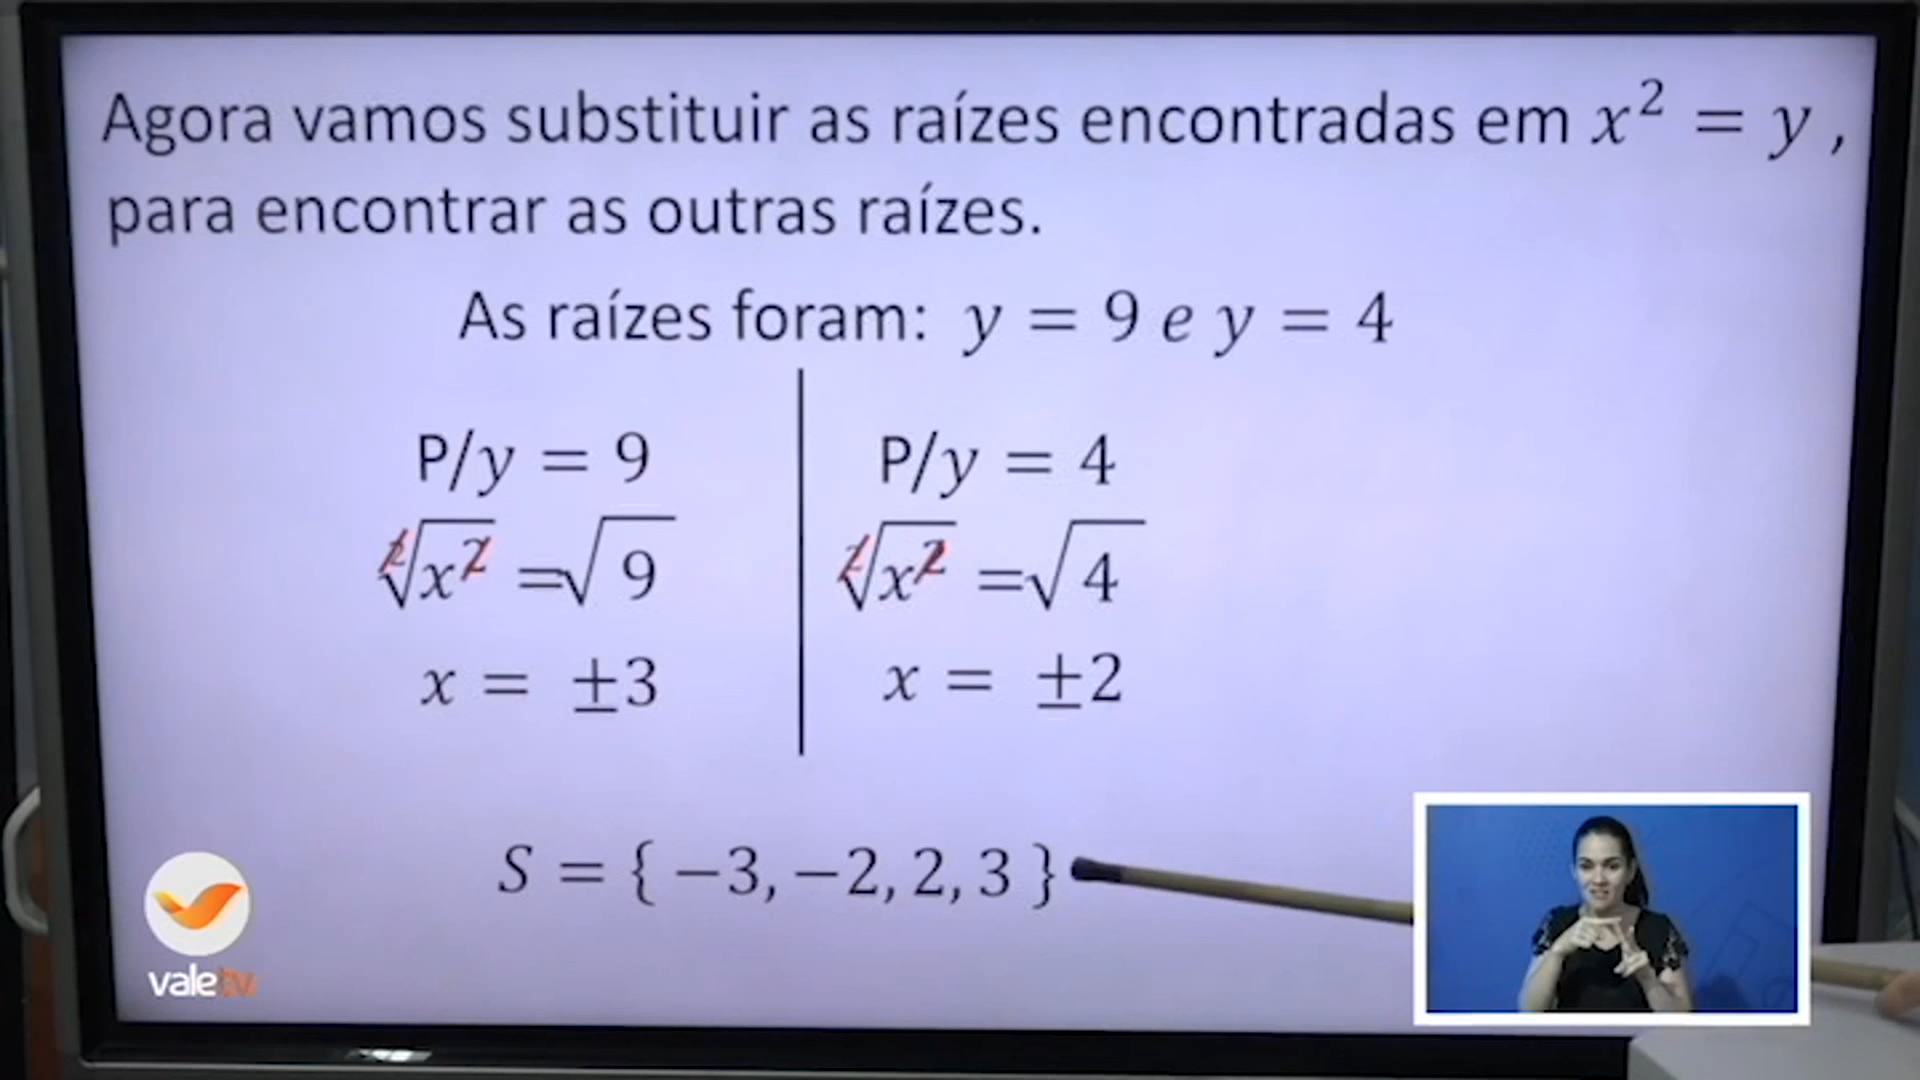 Agora vamos substituir as raízes encontradas em x² = y ,
para encontrar as outras raízes.
As raízes foram: y = 9 e y = 4
P/y = 9
²√x² =√9
x = ±3
P/y = 4
²√x² =√4
x = ±2
S = { −3, −2, 2, 3 }
vale tv